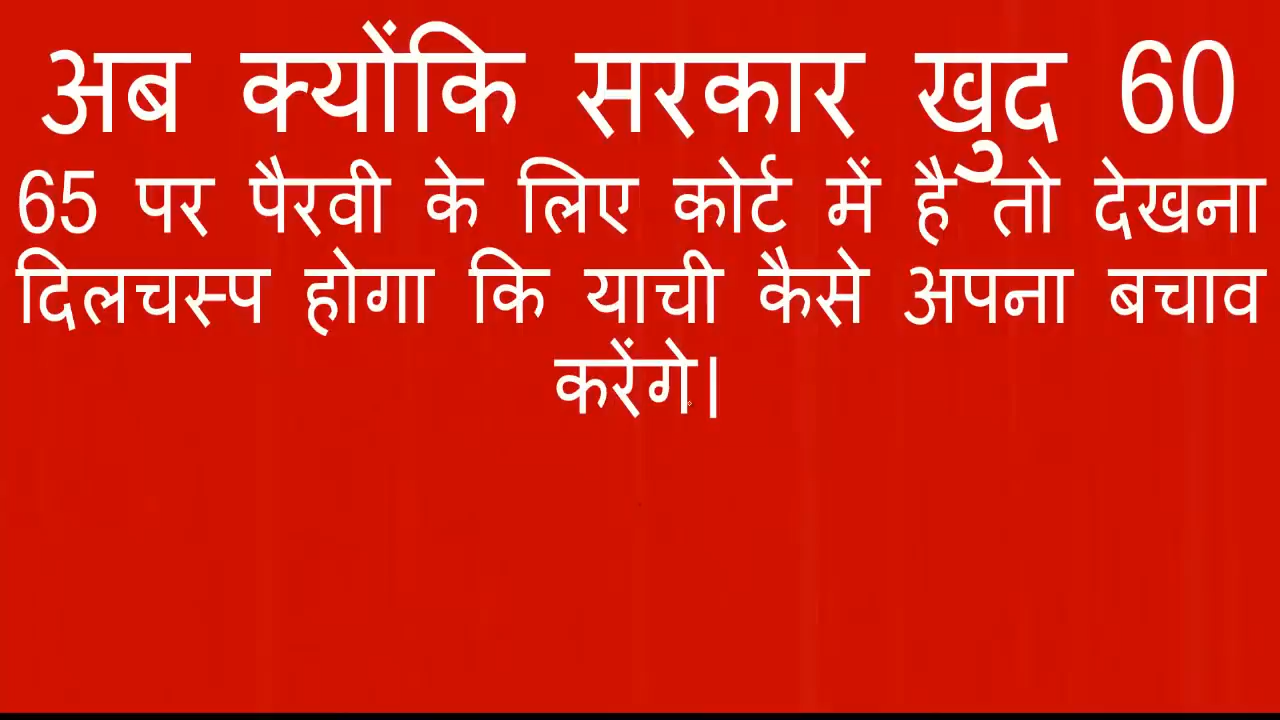 अब क्योंकि सरकार खुद 60
65 पर पैरवी के लिए कोर्ट में है तो देखना
दिलचस्प होगा कि याची कैसे अपना बचाव
करेंगे।